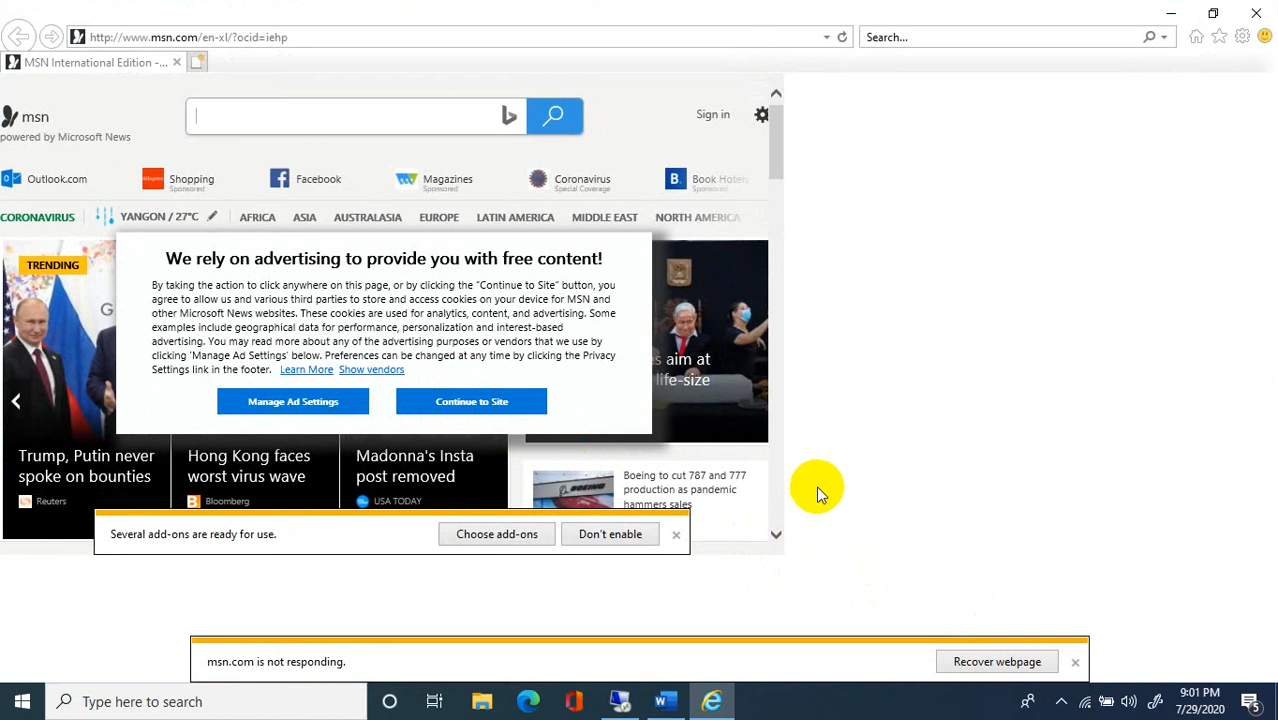 http://www.msn.com/en-xl/?ocid=iehp
Search...
MSN International Edition -...
msn
powered by Microsoft News
Sign in
Outlook.com
Shopping
Sponsored
Facebook
Magazines
Sponsored
Coronavirus
Special Coverage
Book Hotels
Sponsored
CORONAVIRUS
YANGON / 27°C
AFRICA
ASIA
AUSTRALASIA
EUROPE
LATIN AMERICA
MIDDLE EAST
NORTH AMERICA
TRENDING
We rely on advertising to provide you with free content!
By taking the action to click anywhere on this page, or by clicking the "Continue to Site" button, you
agree to allow us and various third parties to store and access cookies on your device for MSN and
other Microsoft News websites. These cookies are used for analytics, content, and advertising. Some
examples include geographical data for performance, personalization and interest-based
advertising. You may read more about any of the advertising purposes or vendors that we use by
clicking 'Manage Ad Settings' below. Preferences can be changed at any time by clicking the Privacy
Settings link in the footer. Learn More Show vendors
Manage Ad Settings
Continue to Site
es aim at
life-size
Trump, Putin never
spoke on bounties
Reuters
Hong Kong faces
worst virus wave
Bloomberg
Madonna's Insta
post removed
USA TODAY
BOEING
Boeing to cut 787 and 777
production as pandemic
hammers sales
Several add-ons are ready for use.
Choose add-ons
Don't enable
msn.com is not responding.
Recover webpage
Type here to search
9:01 PM
7/29/2020
5